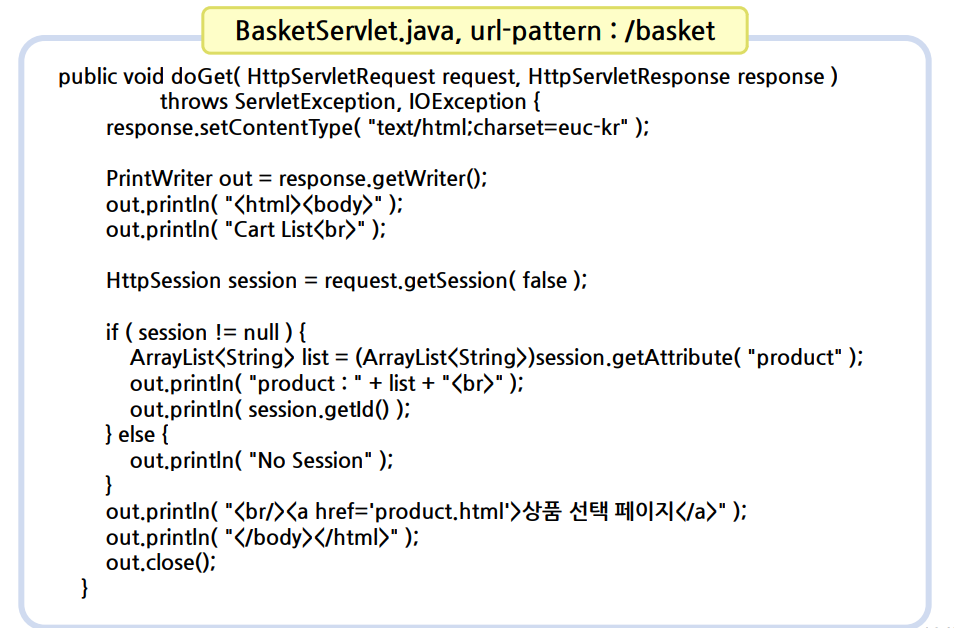 BasketServlet.java, url-pattern : /basket
public void doGet( HttpServletRequest request, HttpServletResponse response )
throws ServletException, IOException {
response.setContentType( "text/html;charset=euc-kr" );
PrintWriter out = response.getWriter();
out.println( "<html><body>" );
out.println( "Cart List<br>" );
HttpSession session = request.getSession( false );
if ( session != null ) {
ArrayList<String> list = (ArrayList<String>)session.getAttribute( "product" );
out.println( "product : " + list + "<br>" );
out.println( session.getId() );
} else {
out.println( "No Session" );
}
out.println( "<br/><a href='product.html'>상품 선택 페이지</a>" );
out.println( "</body></html>" );
out.close();
}